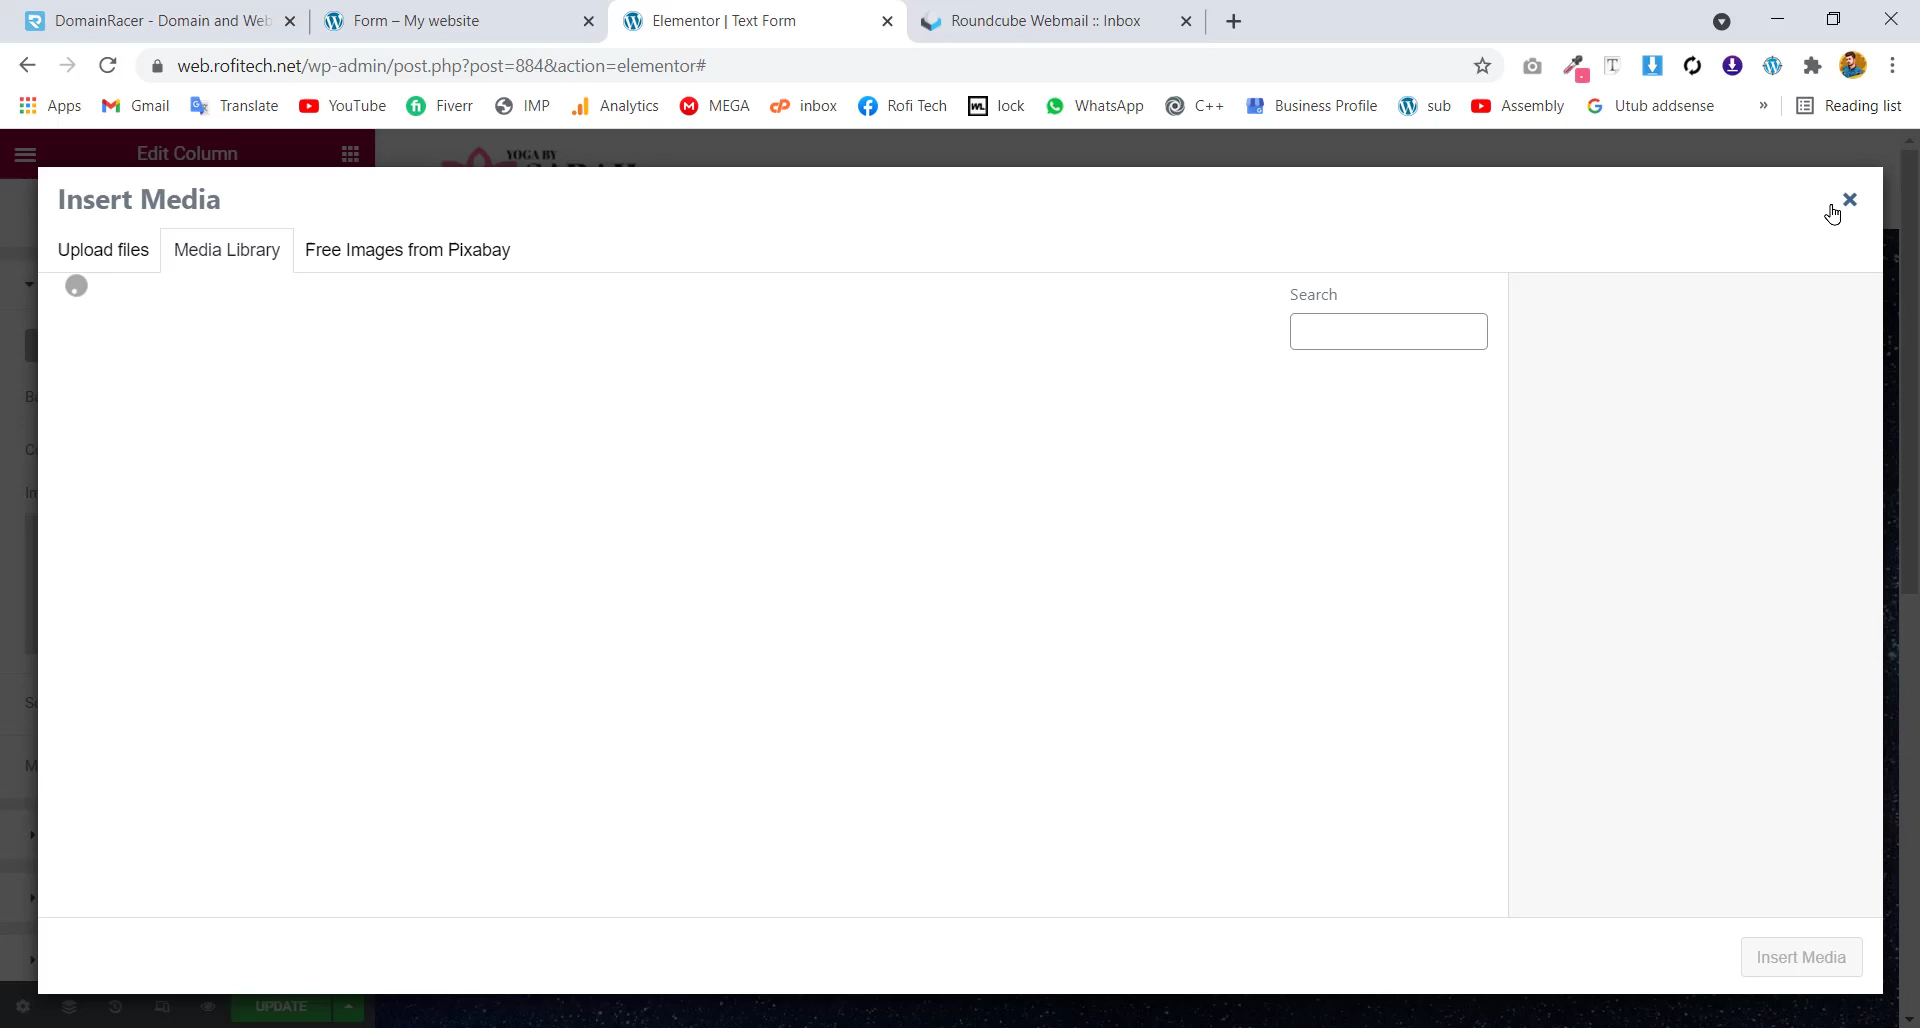 DomainRacer - Domain and Web
Form – My website
Elementor | Text Form
Roundcube Webmail :: Inbox
web.rofitech.net/wp-admin/post.php?post=884&action=elementor#
Apps
Gmail
Translate
YouTube
Fiverr
IMP
Analytics
MEGA
inbox
Rofi Tech
lock
WhatsApp
C++
Business Profile
sub
Assembly
Utub addsense
»
Reading list
Edit Column
YOGA BY
Insert Media
Upload files
Media Library
Free Images from Pixabay
Search
Insert Media
UPDATE